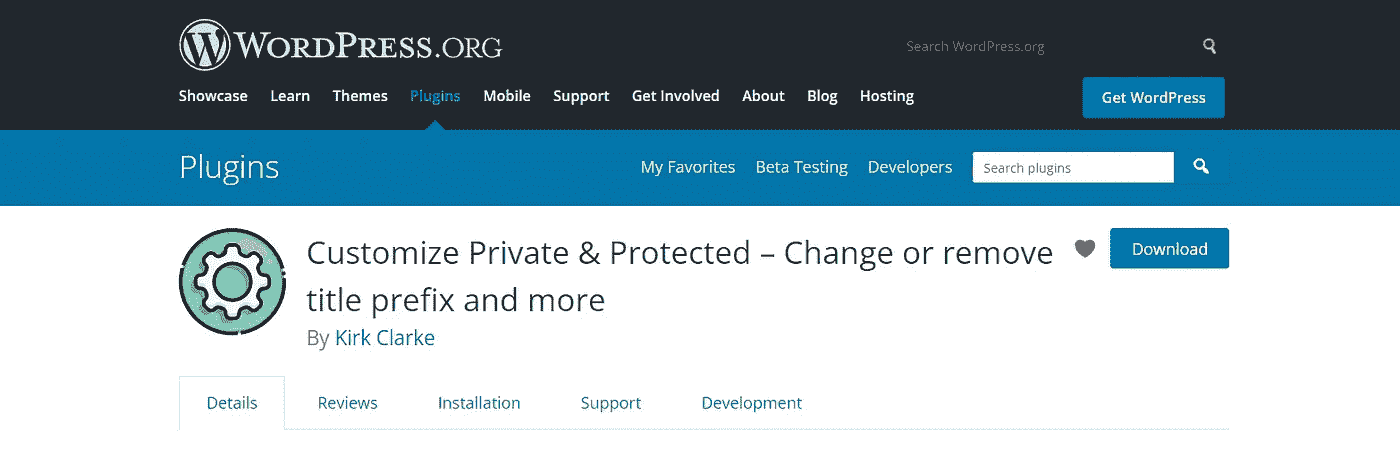 WORDPRESS.ORG
Search WordPress.org
Showcase Learn Themes Plugins Mobile Support Get Involved About Blog Hosting
Get WordPress
Plugins
My Favorites Beta Testing Developers
Search plugins
Customize Private & Protected – Change or remove
title prefix and more
Download
By Kirk Clarke
Details Reviews Installation Support Development